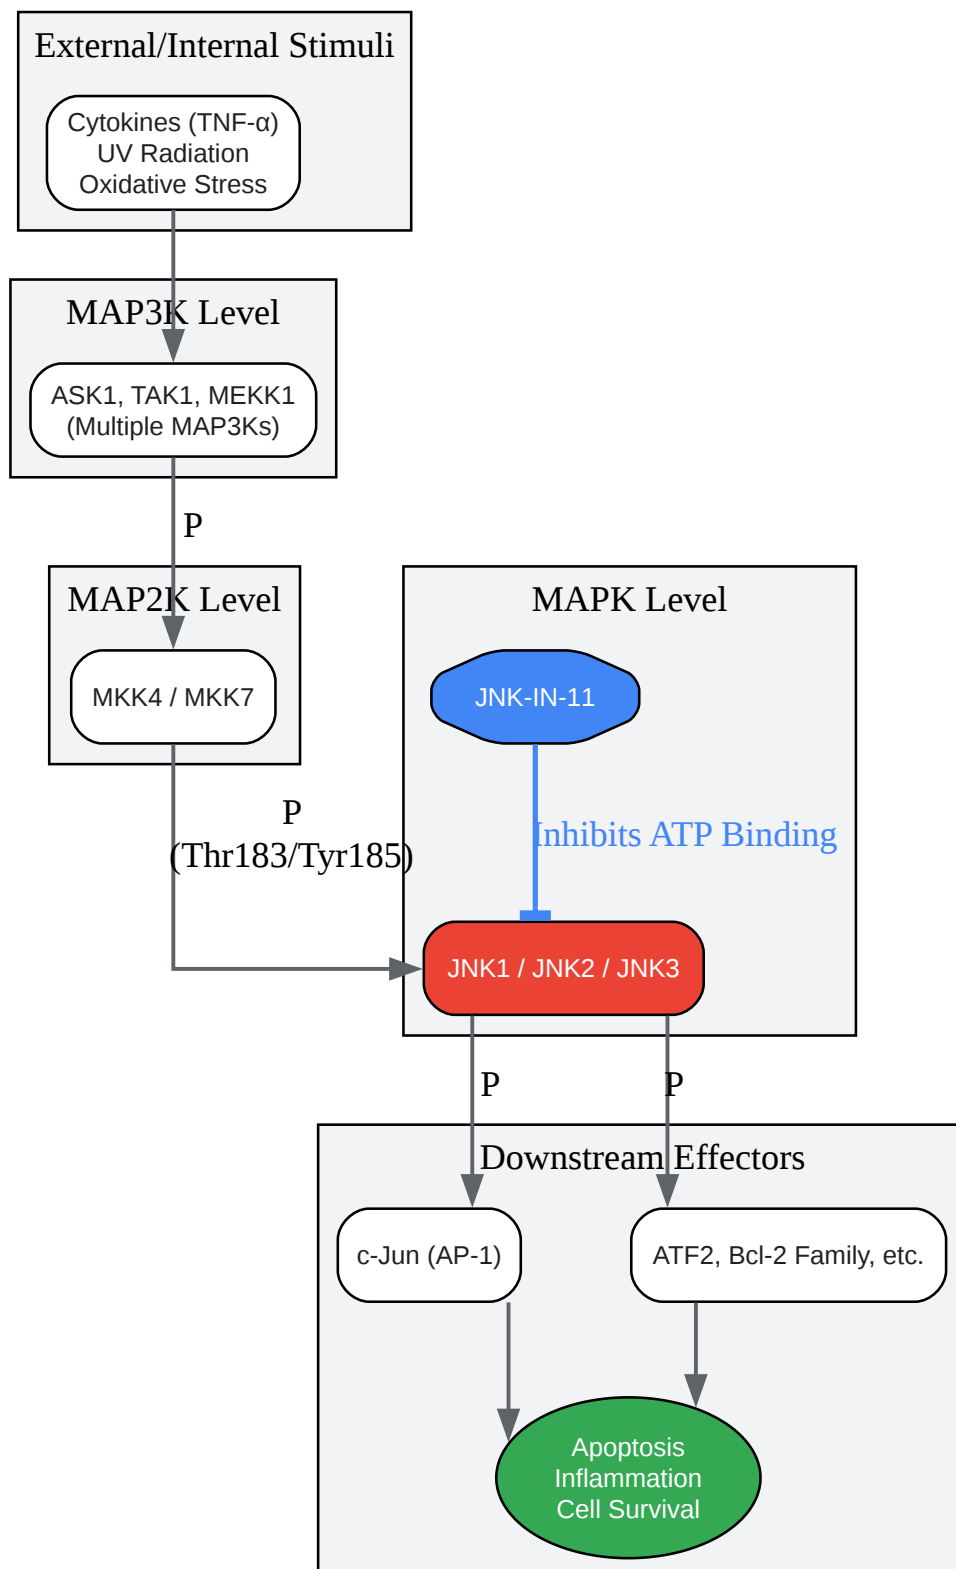 External/Internal Stimuli
Cytokines (TNF-α)
UV Radiation
Oxidative Stress
MAP3K Level
ASK1, TAK1, MEKK1
(Multiple MAP3Ks)
P
MAP2K Level
MKK4 / MKK7
MAPK Level
JNK-IN-11
P
(Thr183/Tyr185)
Inhibits ATP Binding
JNK1 / JNK2 / JNK3
P
P
Downstream Effectors
c-Jun (AP-1)
ATF2, Bcl-2 Family, etc.
Apoptosis
Inflammation
Cell Survival